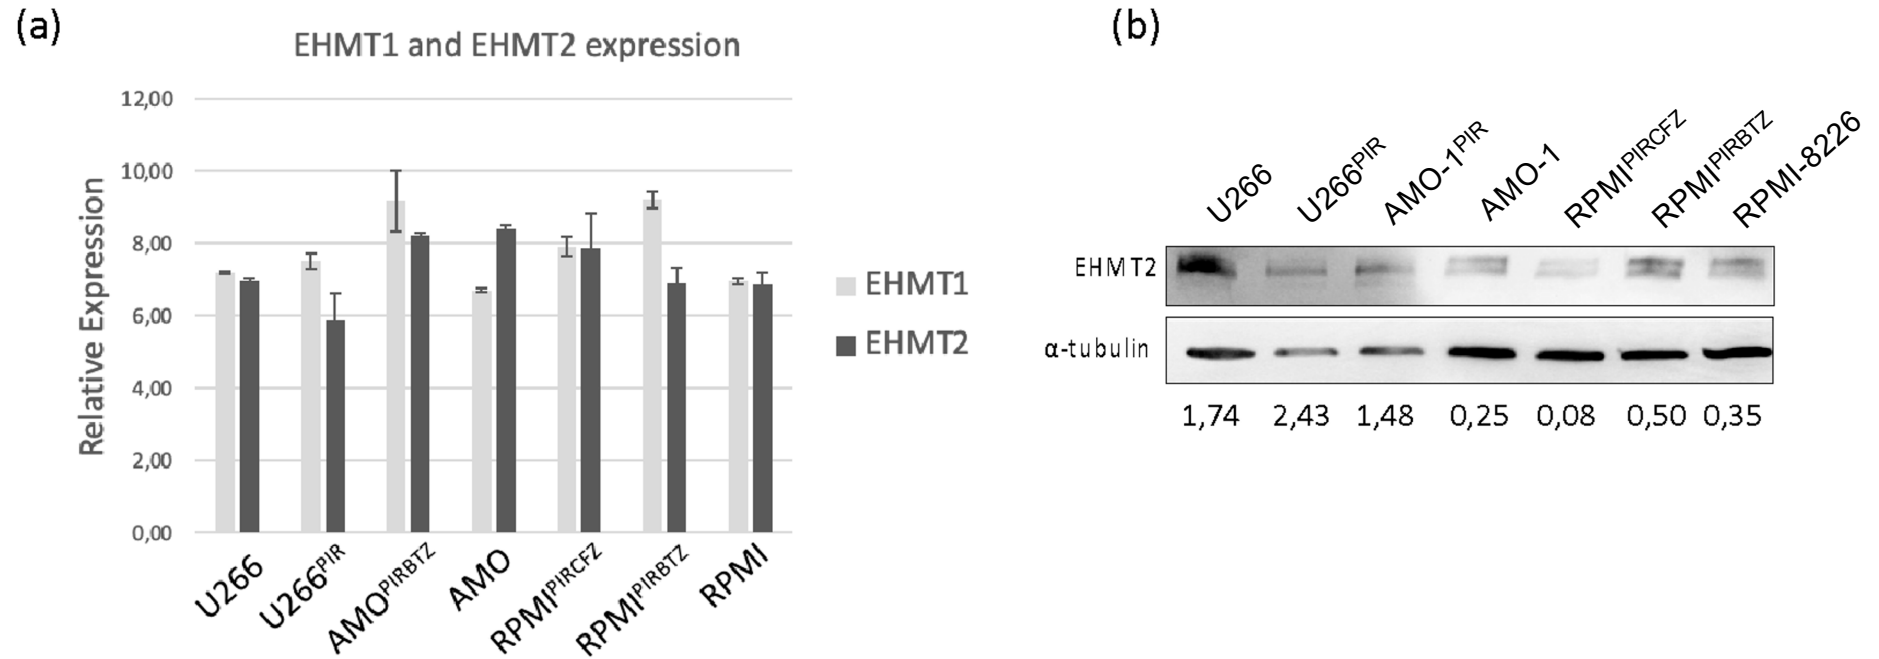 (a)
EHMT1 and EHMT2 expression
12,00
10,00
8,00
6,00
4,00
2,00
0,00
Relative Expression
U266
U266PIR
AMOPIRBTZ
AMO
RPMIPIRCFZ
RPMIPIRBTZ
RPMI
EHMT1
EHMT2
(b)
U266
U266PIR
AMO-1PIR
AMO-1
RPMIPIRCFZ
RPMIPIRBTZ
RPMI-8226
EHMT2
α-tubulin
1,74 2,43 1,48 0,25 0,08 0,50 0,35